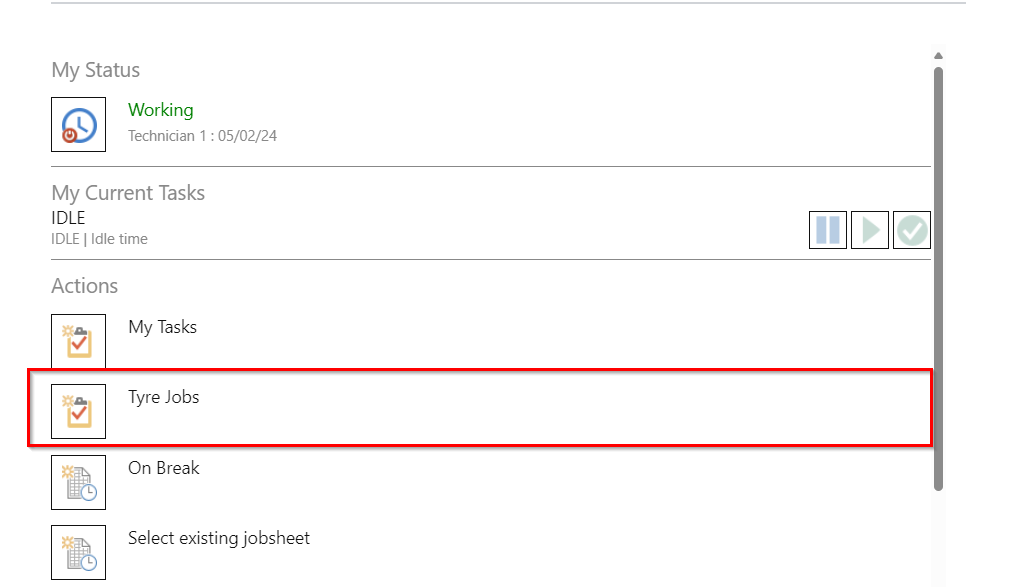 My Status
Working
Technician 1 : 05/02/24
My Current Tasks
IDLE
IDLE | Idle time
Actions
My Tasks
Tyre Jobs
On Break
Select existing jobsheet